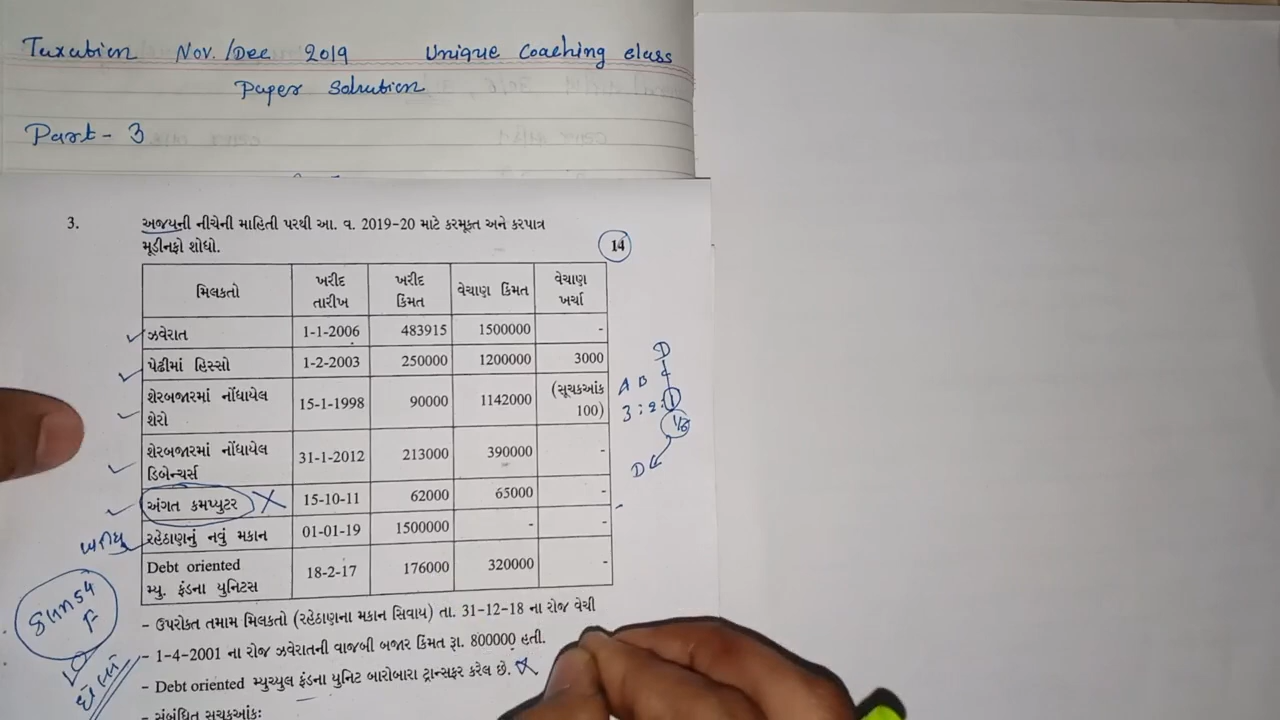 Taxation Nov./Dec 2019 Unique Coaching class
Paper Solution
Part - 3
3. અજયની નીચેની માહિતી પરથી આ. વ. 2019-20 માટે કરમુક્ત અને કરપાત્ર
મૂડીનફો શોધો. 14
મિલકતો ખરીદ તારીખ ખરીદ કિંમત વેચાણ કિંમત વેચાણ ખર્ચા
ઝવેરાત 1-1-2006 483915 1500000 -
પેઢીમાં હિસ્સો 1-2-2003 250000 1200000 3000
શેરબજારમાં નોંધાયેલ શેરો 15-1-1998 90000 1142000 (સૂચકઆંક 100)
શેરબજારમાં નોંધાયેલ ડિબેન્ચર્સ 31-1-2012 213000 390000 -
અંગત કમ્પ્યુટર X 15-10-11 62000 65000 -
રહેઠાણનું નવું મકાન 01-01-19 1500000 - -
Debt oriented મ્યુ. ફંડના યુનિટસ 18-2-17 176000 320000 -
D
A B C
3:2:1
1/6
D
કલમ 54
F
- ઉપરોક્ત તમામ મિલકતો (રહેઠાણના મકાન સિવાય) તા. 31-12-18 ના રોજ વેચી
- 1-4-2001 ના રોજ ઝવેરાતની વાજબી બજાર કિંમત રૂા. 800000 હતી.
- Debt oriented મ્યુચ્યુલ ફંડના યુનિટ બારોબારા ટ્રાન્સફર કરેલ છે. X
- સંબંધિત સૂચકઆંકઃ